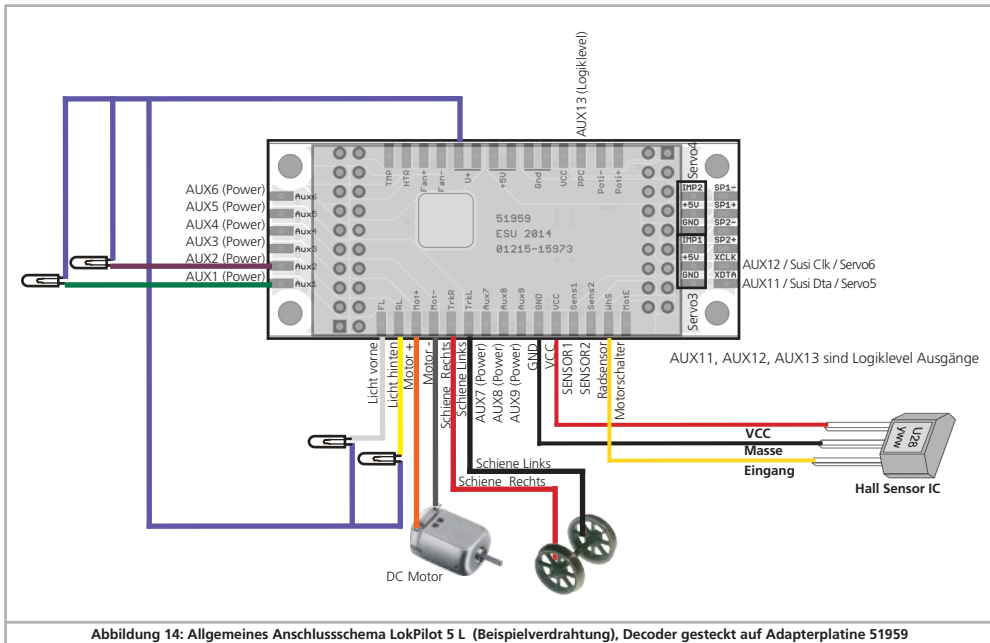 AUX13 (Logiklevel)
TMP
HTR
Fan+
Fan-
U+
+5V
Gnd
VCC
PPC
Poti-
Poti+
Servo4
IMP2
+5V
GND
IMP1
+5V
GND
Servo3
SP1-
SP1+
SP2-
SP2+
XCLK
XDTA
AUX6 (Power)
AUX5 (Power)
AUX4 (Power)
AUX3 (Power)
AUX2 (Power)
AUX1 (Power)
Aux6
Aux5
Aux4
Aux3
Aux2
Aux1
51959
ESU 2014
01215-15973
AUX12 / Susi Clk / Servo6
AUX11 / Susi Dta / Servo5
FL
RL
Mot+
Mot-
TrkR
TrkL
Aux7
Aux8
Aux9
GND
VCC
Sens1
Sens2
WhS
MotE
Licht vorne
Licht hinten
Motor +
Motor -
Schiene Rechts
Schiene Links
AUX7 (Power)
AUX8 (Power)
AUX9 (Power)
GND
VCC
SENSOR1
SENSOR2
Radsensor
Motorschalter
AUX11, AUX12, AUX13 sind Logiklevel Ausgänge
VCC
Masse
Eingang
U28
yww
Hall Sensor IC
Schiene Links
Schiene Rechts
DC Motor
Abbildung 14: Allgemeines Anschlussschema LokPilot 5 L (Beispielverdrahtung), Decoder gesteckt auf Adapterplatine 51959